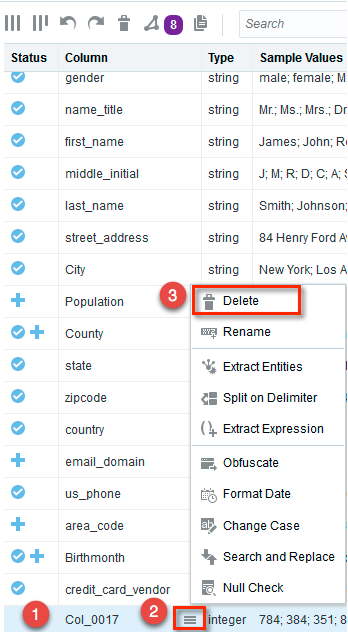 8 Search
Status Column Type Sample Values
gender string male; female; M
name_title string Mr.; Ms.; Mrs.; Dr
first_name string James; John; Ro
middle_initial string J; M; R; D; C; A; S
last_name string Smith; Johnson;
street_address string 84 Henry Ford Av
City string New York; Los A
3 Delete
Population
Rename
County
Extract Entities
state
Split on Delimiter
zipcode
Extract Expression
country
Obfuscate
email_domain
Format Date
us_phone
Change Case
area_code
Search and Replace
Birthmonth
Null Check
credit_card_vendor
1 Col_0017 2 integer 784; 384; 351; 8